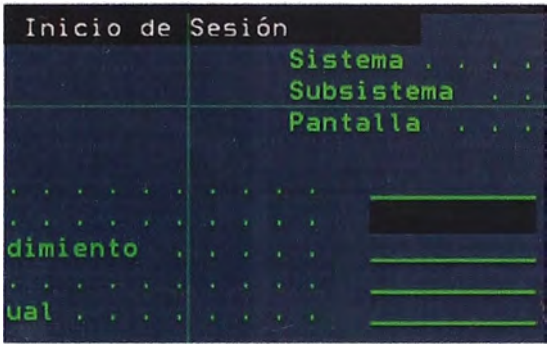 Inicio de Sesión
Sistema . . . .
Subsistema . .
Pantalla . . .
. . . . . . . . . .
. . . . . . . . . .
dimiento . . . . .
. . . . . . . . . .
ual . . . . . . . .